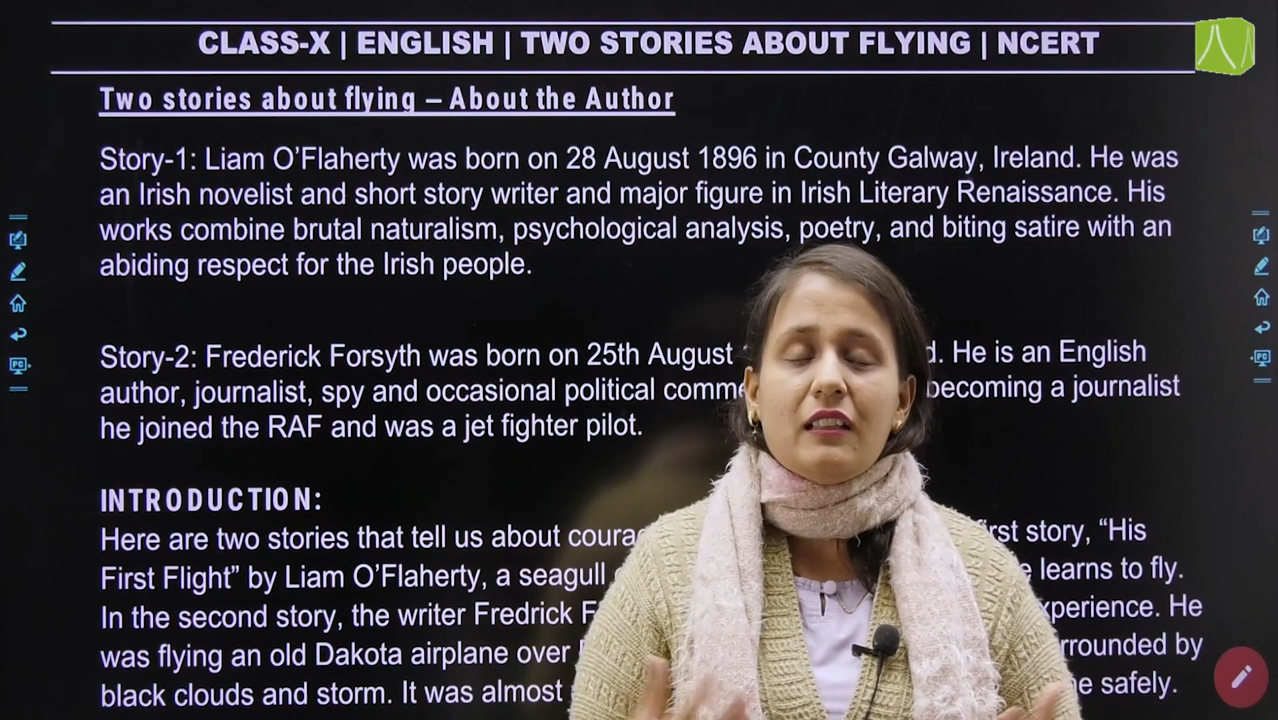 CLASS-X | ENGLISH | TWO STORIES ABOUT FLYING | NCERT
Two stories about flying – About the Author
Story-1: Liam O'Flaherty was born on 28 August 1896 in County Galway, Ireland. He was
an Irish novelist and short story writer and major figure in Irish Literary Renaissance. His
works combine brutal naturalism, psychological analysis, poetry, and biting satire with an
abiding respect for the Irish people.
Story-2: Frederick Forsyth was born on 25th August He is an English
author, journalist, spy and occasional political becoming a journalist
he joined the RAF and was a jet fighter pilot.
INTRODUCTION:
Here are two stories that tell us about story, “His
First Flight” by Liam O'Flaherty, a seagull learns to fly.
In the second story, the writer Fredrick He
was flying an old Dakota airplane over by
black clouds and storm. It was almost safely.
PC
PC